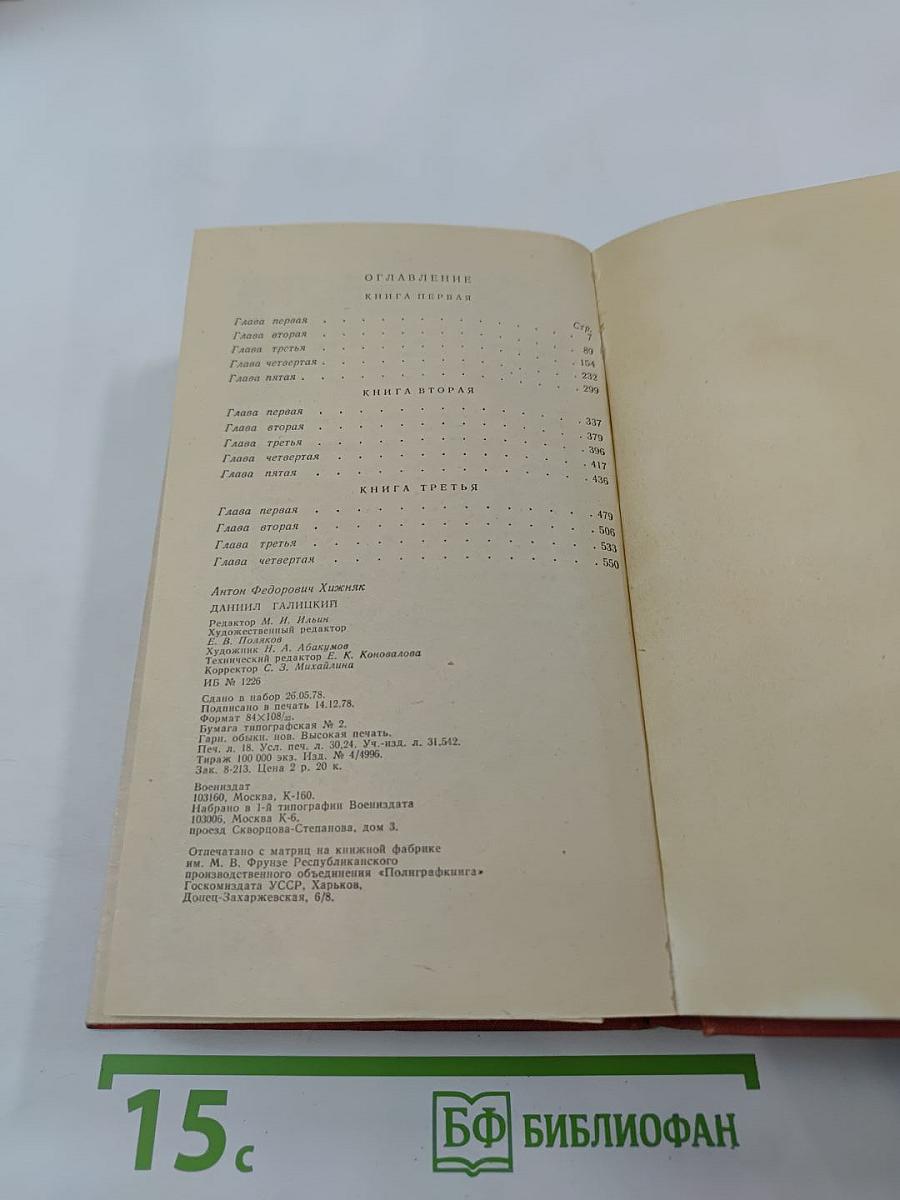 ОГЛАВЛЕНИЕ
КНИГА ПЕРВАЯ
Стр.
Глава первая . . . . . . . . . . . . 7
Глава вторая . . . . . . . . . . . . 89
Глава третья . . . . . . . . . . . . 154
Глава четвертая . . . . . . . . . . . . 232
Глава пятая . . . . . . . . . . . . 299
КНИГА ВТОРАЯ
Глава первая . . . . . . . . . . . . 337
Глава вторая . . . . . . . . . . . . 379
Глава третья . . . . . . . . . . . . 396
Глава четвертая . . . . . . . . . . . . 417
Глава пятая . . . . . . . . . . . . 436
КНИГА ТРЕТЬЯ
Глава первая . . . . . . . . . . . . 479
Глава вторая . . . . . . . . . . . . 506
Глава третья . . . . . . . . . . . . 533
Глава четвертая . . . . . . . . . . . . 550
Антон Федорович Хижняк
ДАНИИЛ ГАЛИЦКИЙ
Редактор М. И. Ильин
Художественный редактор
Е. В. Поляков
Художник Н. А. Абакумов
Технический редактор Е. К. Коновалова
Корректор С. З. Михайлина
ИБ № 1226
Сдано в набор 26.05.78.
Подписано в печать 14.12.78.
Формат 84×108/32.
Бумага типографская № 2.
Гарн. обыкн. нов. Высокая печать.
Печ. л. 18. Усл. печ. л. 30,24. Уч.-изд. л. 31,542.
Тираж 100 000 экз. Изд. № 4/4996.
Зак. 8-213. Цена 2 р. 20 к.
Воениздат
103160, Москва, К-160.
Набрано в 1-й типографии Воениздата
103006, Москва К-6.
проезд Скворцова-Степанова, дом 3.
Отпечатано с матриц на книжной фабрике
им. М. В. Фрунзе Республиканского
производственного объединения «Полиграфкнига»
Госкомиздата УССР, Харьков,
Донец-Захаржевская, 6/8.
15 с
БФ БИБЛИОФАН